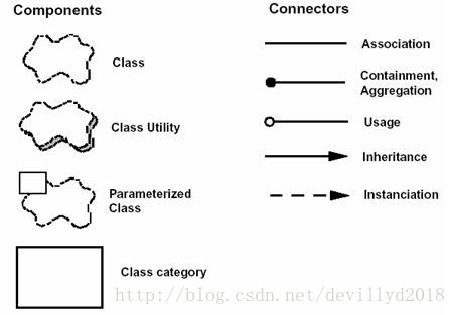 Components
Class
Class Utility
Parameterized
Class
Class category
Connectors
Association
Containment,
Aggregation
Usage
Inheritance
Instanciation
http://blog.csdn.net/devillyd2018